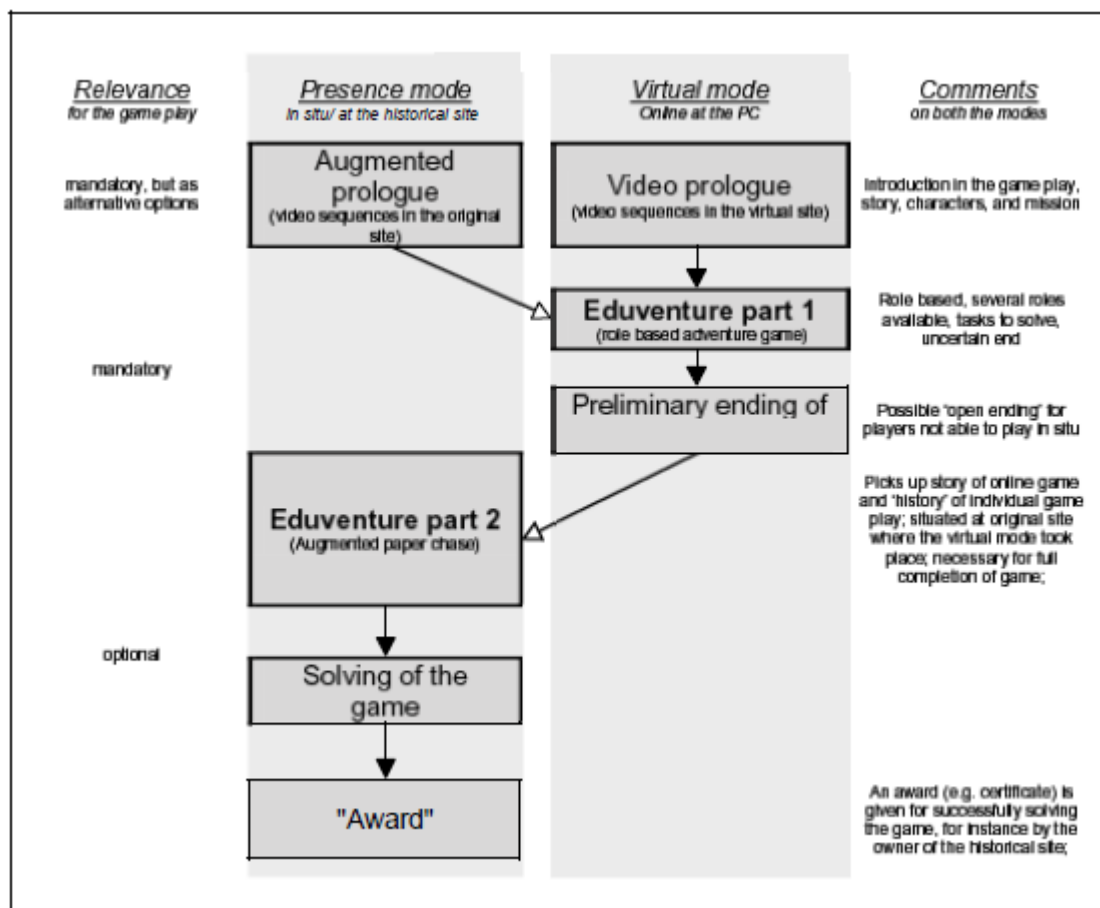 Relevance
for the game play
Presence mode
In situ/ at the historical site
Virtual mode
Online at the PC
Comments
on both the modes
mandatory, but as
alternative options
Augmented
prologue
(video sequences in the original
site)
Video prologue
(video sequences in the virtual site)
Introduction in the game play,
story, characters, and mission
Eduventure part 1
(role based adventure game)
Role based, several roles
available, tasks to solve,
uncertain end
mandatory
Preliminary ending of
Possible "open ending" for
players not able to play in situ
Eduventure part 2
(Augmented paper chase)
Picks up story of online game
and "history" of individual game
play; situated at original site
where the virtual mode took
place; necessary for full
completion of game;
optional
Solving of the
game
"Award"
An award (e.g. certificate) is
given for successfully solving
the game, for instance by the
owner of the historical site;